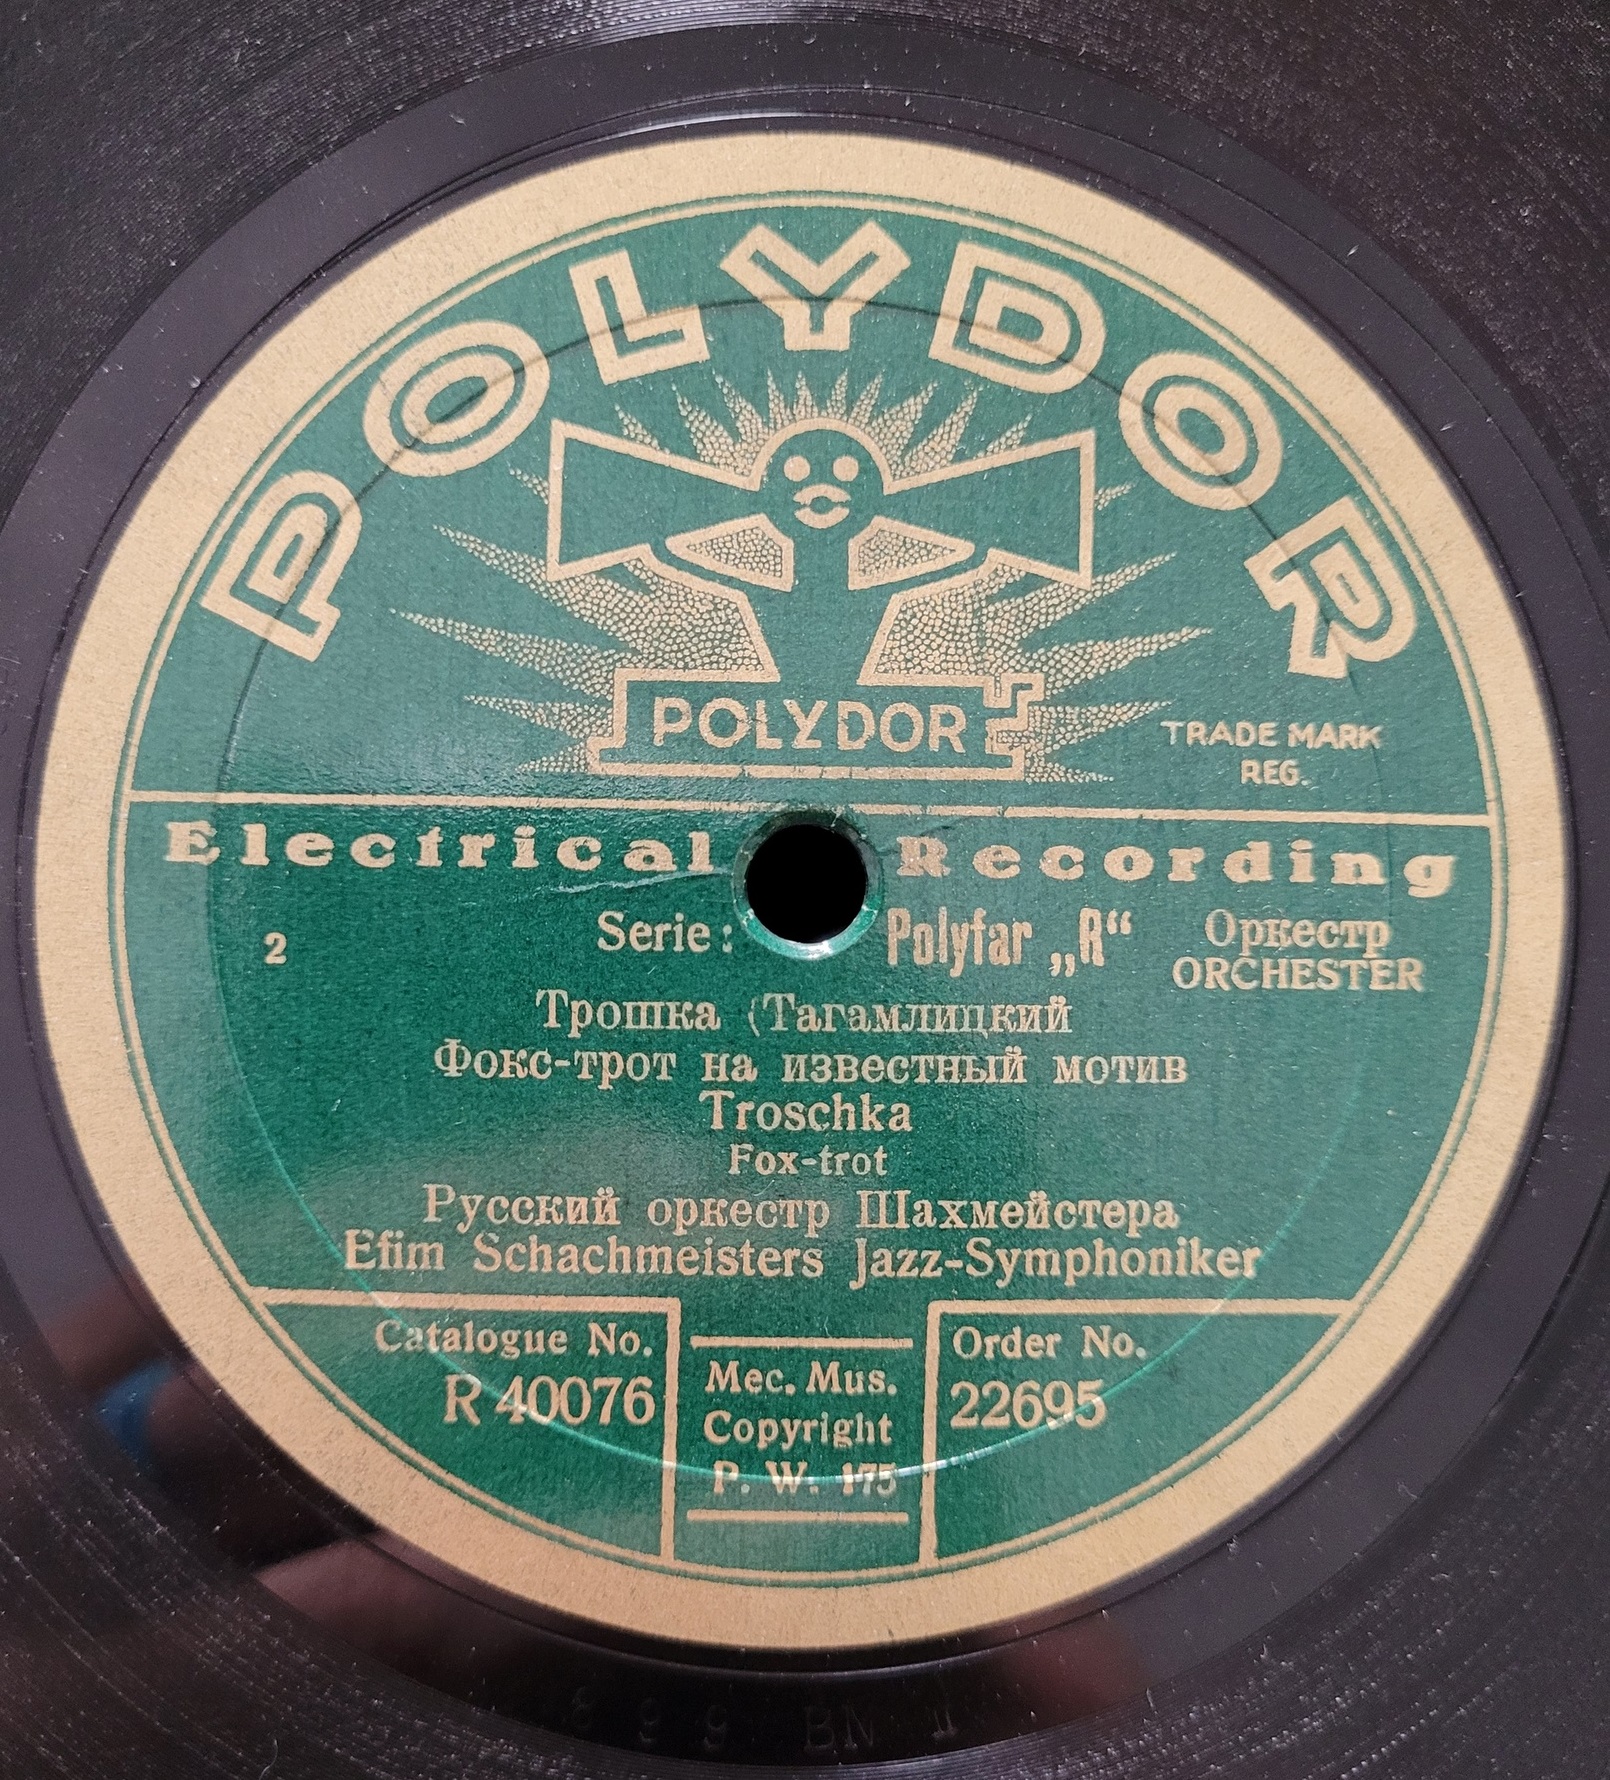 POLYDOR
POLYDOR
TRADE MARK
REG.
Electrical Recording
2
Serie: Polyfar „R“
Оркестр
ORCHESTER
Трошка (Тагамлицкий
Фокс-трот на известный мотив
Troschka
Fox-trot
Русский оркестр Шахмейстера
Efim Schachmeisters Jazz-Symphoniker
Catalogue No.
R 40076
Mec. Mus.
Copyright
P. W. 175
Order No.
22695
BN II